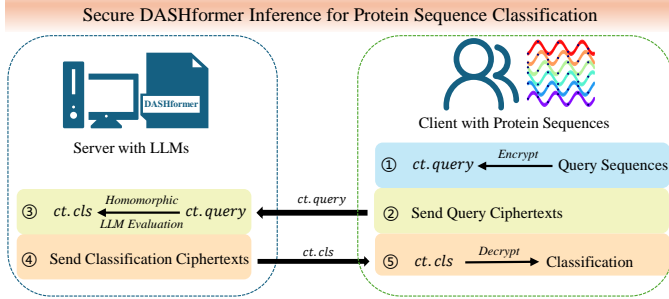 Secure DASHformer Inference for Protein Sequence Classification
DASHformer
Server with LLMs
Client with Protein Sequences
① ct.query Encrypt Query Sequences
ct.query
③ ct.cls Homomorphic LLM Evaluation ct.query
② Send Query Ciphertexts
④ Send Classification Ciphertexts
ct.cls
⑤ ct.cls Decrypt Classification